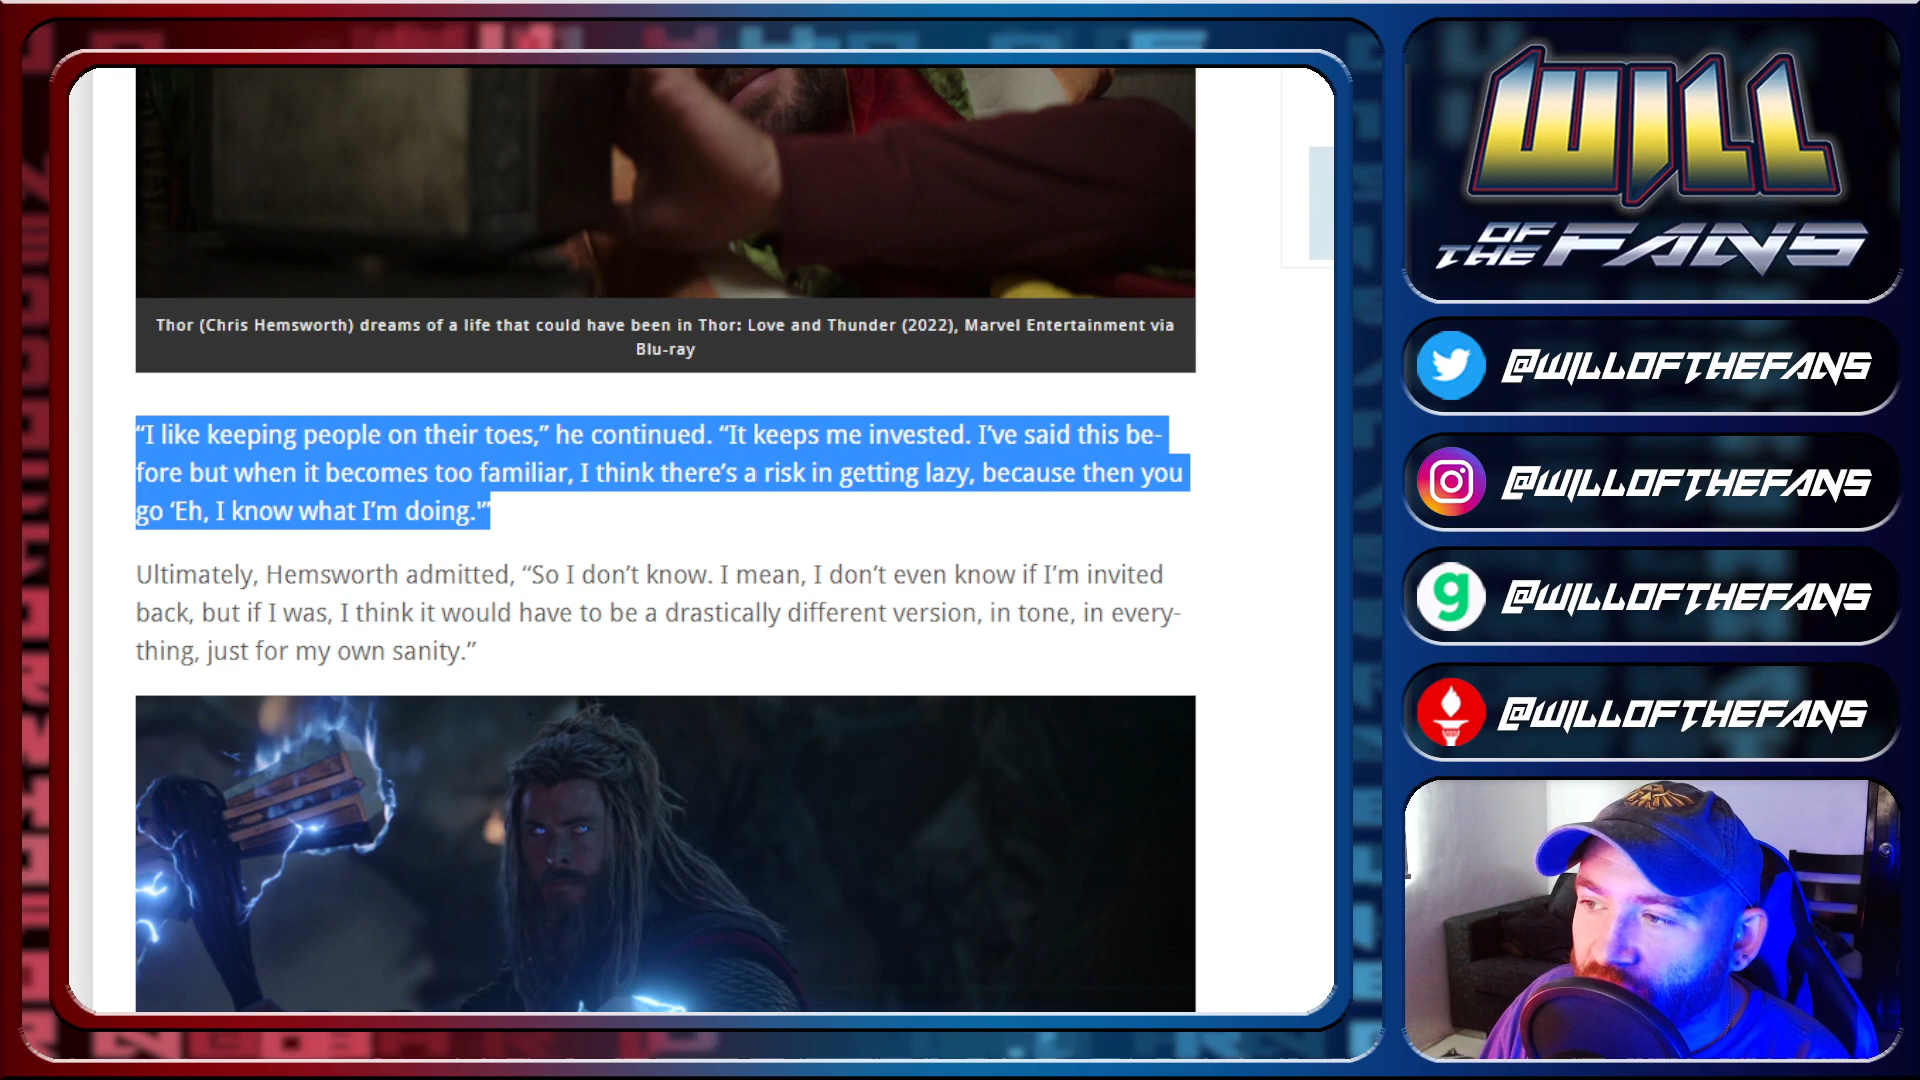 Thor (Chris Hemsworth) dreams of a life that could have been in Thor: Love and Thunder (2022), Marvel Entertainment via
Blu-ray
“I like keeping people on their toes,” he continued. “It keeps me invested. I’ve said this be-
fore but when it becomes too familiar, I think there’s a risk in getting lazy, because then you
go ‘Eh, I know what I’m doing.'”
Ultimately, Hemsworth admitted, “So I don’t know. I mean, I don’t even know if I’m invited
back, but if I was, I think it would have to be a drastically different version, in tone, in every-
thing, just for my own sanity.”
WILL
OF THE FANS
@WILLOFTHEFANS
@WILLOFTHEFANS
g @WILLOFTHEFANS
@WILLOFTHEFANS